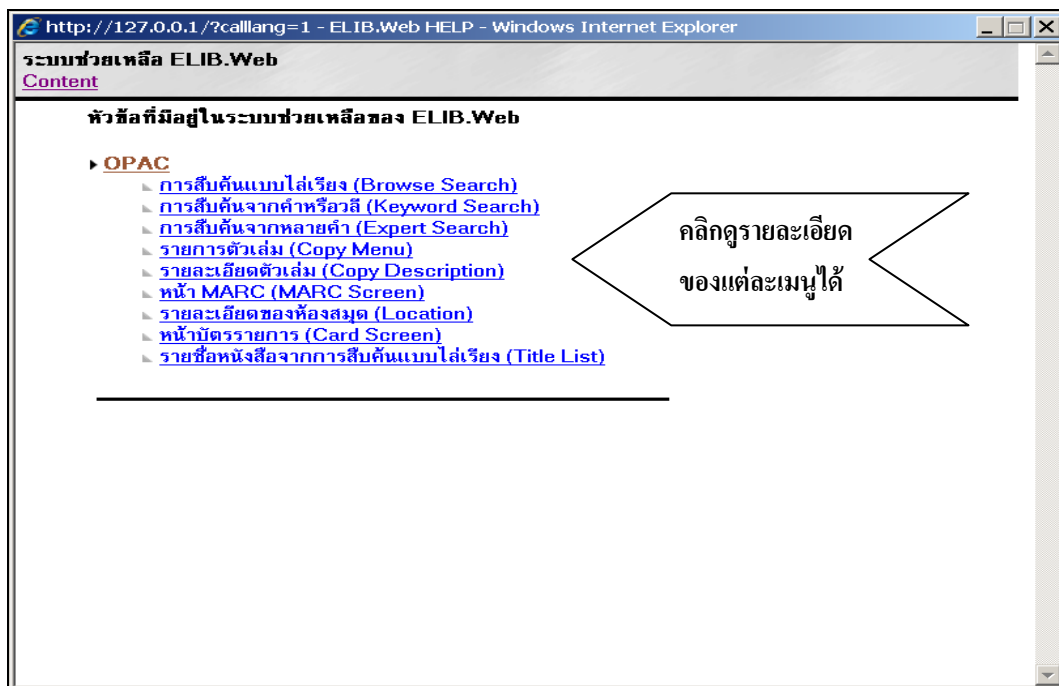 http://127.0.0.1/?calllang=1 - ELIB.Web HELP - Windows Internet Explorer
ระบบช่วยเหลือ ELIB.Web
Content
หัวข้อที่มีอยู่ในระบบช่วยเหลือของ ELIB.Web
OPAC
การสืบค้นแบบไล่เรียง (Browse Search)
การสืบค้นจากคำหรือวลี (Keyword Search)
การสืบค้นจากหลายคำ (Expert Search)
รายการตัวเล่ม (Copy Menu)
รายละเอียดตัวเล่ม (Copy Description)
หน้า MARC (MARC Screen)
รายละเอียดของห้องสมุด (Location)
หน้าบัตรรายการ (Card Screen)
รายชื่อหนังสือจากการสืบค้นแบบไล่เรียง (Title List)
คลิกดูรายละเอียด
ของแต่ละเมนูได้